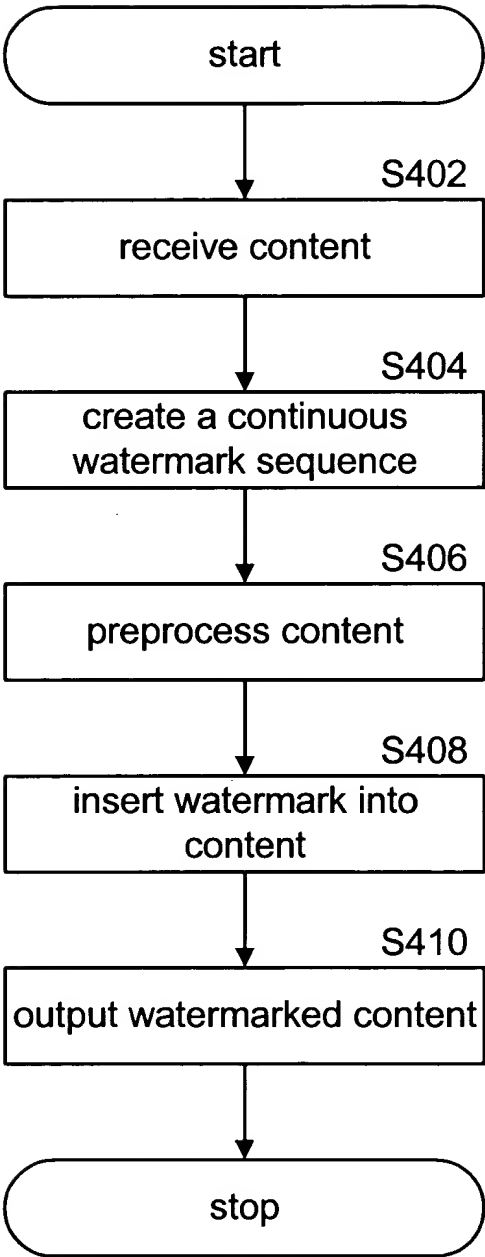 start
S402
receive content
S404
create a continuous
watermark sequence
S406
preprocess content
S408
insert watermark into
content
S410
output watermarked content
stop